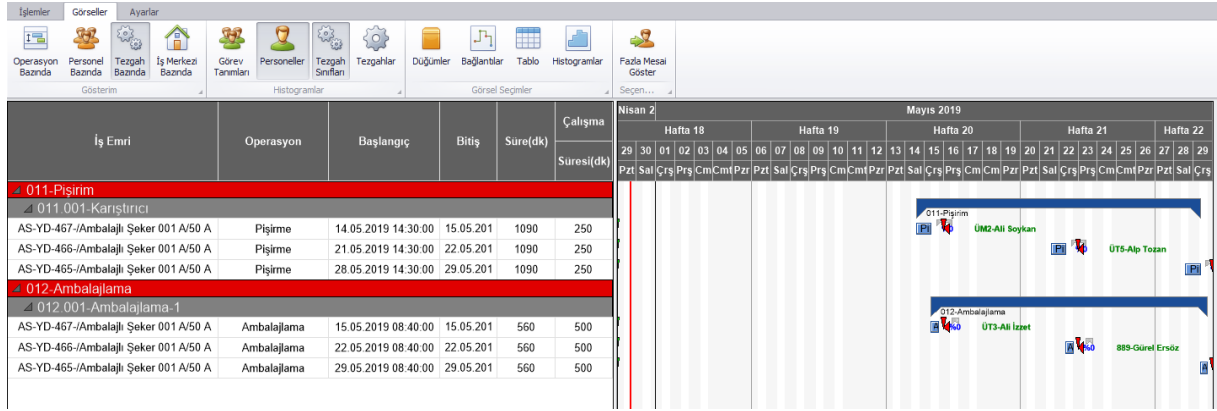 İşlemler Görseller Ayarlar
Operasyon Bazında Personel Bazında Tezgah Bazında İş Merkezi Bazında Görev Tanımları Personeller Tezgah Sınıfları Tezgahlar Düğümler Bağlantılar Tablo Histogramlar Fazla Mesai Göster
Gösterim Histogramlar Görsel Seçimler Seçen...
İş Emri Operasyon Başlangıç Bitiş Süre(dk) Çalışma Süresi(dk)
Nisan 2 Mayıs 2019
Hafta 18 Hafta 19 Hafta 20 Hafta 21 Hafta 22
29 30 01 02 03 04 05 06 07 08 09 10 11 12 13 14 15 16 17 18 19 20 21 22 23 24 25 26 27 28 29
Pzt Sal Çrş Prş Cm Cmt Pzr Pzt Sal Çrş Prş Cm Cmt Pzr Pzt Sal Çrş Prş Cm Cm Pzr Pzt Sal Çrş Prş Cm Cmt Pzr Pzt Sal Çrş
011-Pişirim
011.001-Karıştırıcı
011-Pişirim
AS-YD-467-/Ambalajlı Şeker 001 A/50 A Pişirme 14.05.2019 14:30:00 15.05.201 1090 250 Pi %0 ÜM2-Ali Soykan
AS-YD-466-/Ambalajlı Şeker 001 A/50 A Pişirme 21.05.2019 14:30:00 22.05.201 1090 250 Pi %0 ÜT5-Alp Tozan
AS-YD-465-/Ambalajlı Şeker 001 A/50 A Pişirme 28.05.2019 14:30:00 29.05.201 1090 250 Pi
012-Ambalajlama
012.001-Ambalajlama-1
012-Ambalajlama
AS-YD-467-/Ambalajlı Şeker 001 A/50 A Ambalajlama 15.05.2019 08:40:00 15.05.201 560 500 A %0 ÜT3-Ali İzzet
AS-YD-466-/Ambalajlı Şeker 001 A/50 A Ambalajlama 22.05.2019 08:40:00 22.05.201 560 500 A %0 889-Gürel Ersöz
AS-YD-465-/Ambalajlı Şeker 001 A/50 A Ambalajlama 29.05.2019 08:40:00 29.05.201 560 500 A